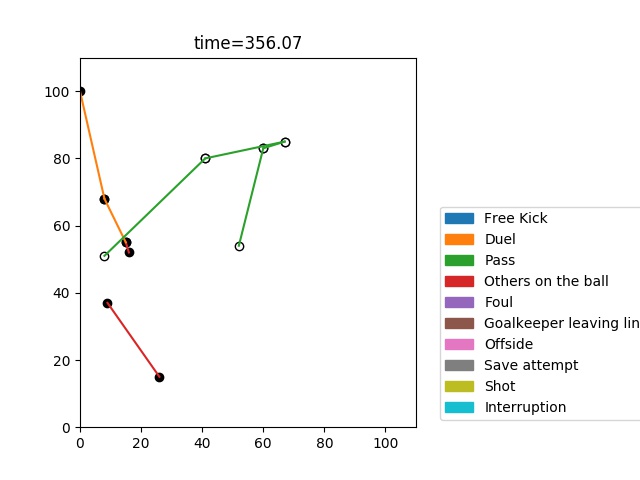 time=356.07
100
80
60
40
20
0
0 20 40 60 80 100
Free Kick
Duel
Pass
Others on the ball
Foul
Goalkeeper leaving lin
Offside
Save attempt
Shot
Interruption